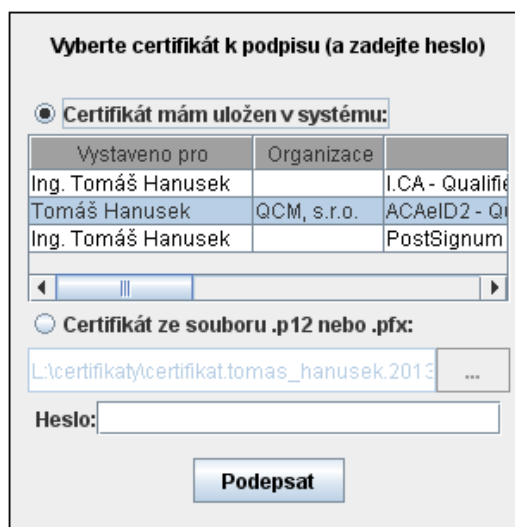 Vyberte certifikát k podpisu (a zadejte heslo)
Certifikát mám uložen v systému:
Vystaveno pro Organizace
Ing. Tomáš Hanusek I.CA - Qualifie
Tomáš Hanusek QCM, s.r.o. ACAeID2 - Qu
Ing. Tomáš Hanusek PostSignum
Certifikát ze souboru .p12 nebo .pfx:
L:\certifikaty\certifikat.tomas_hanusek.2013
...
Heslo:
Podepsat